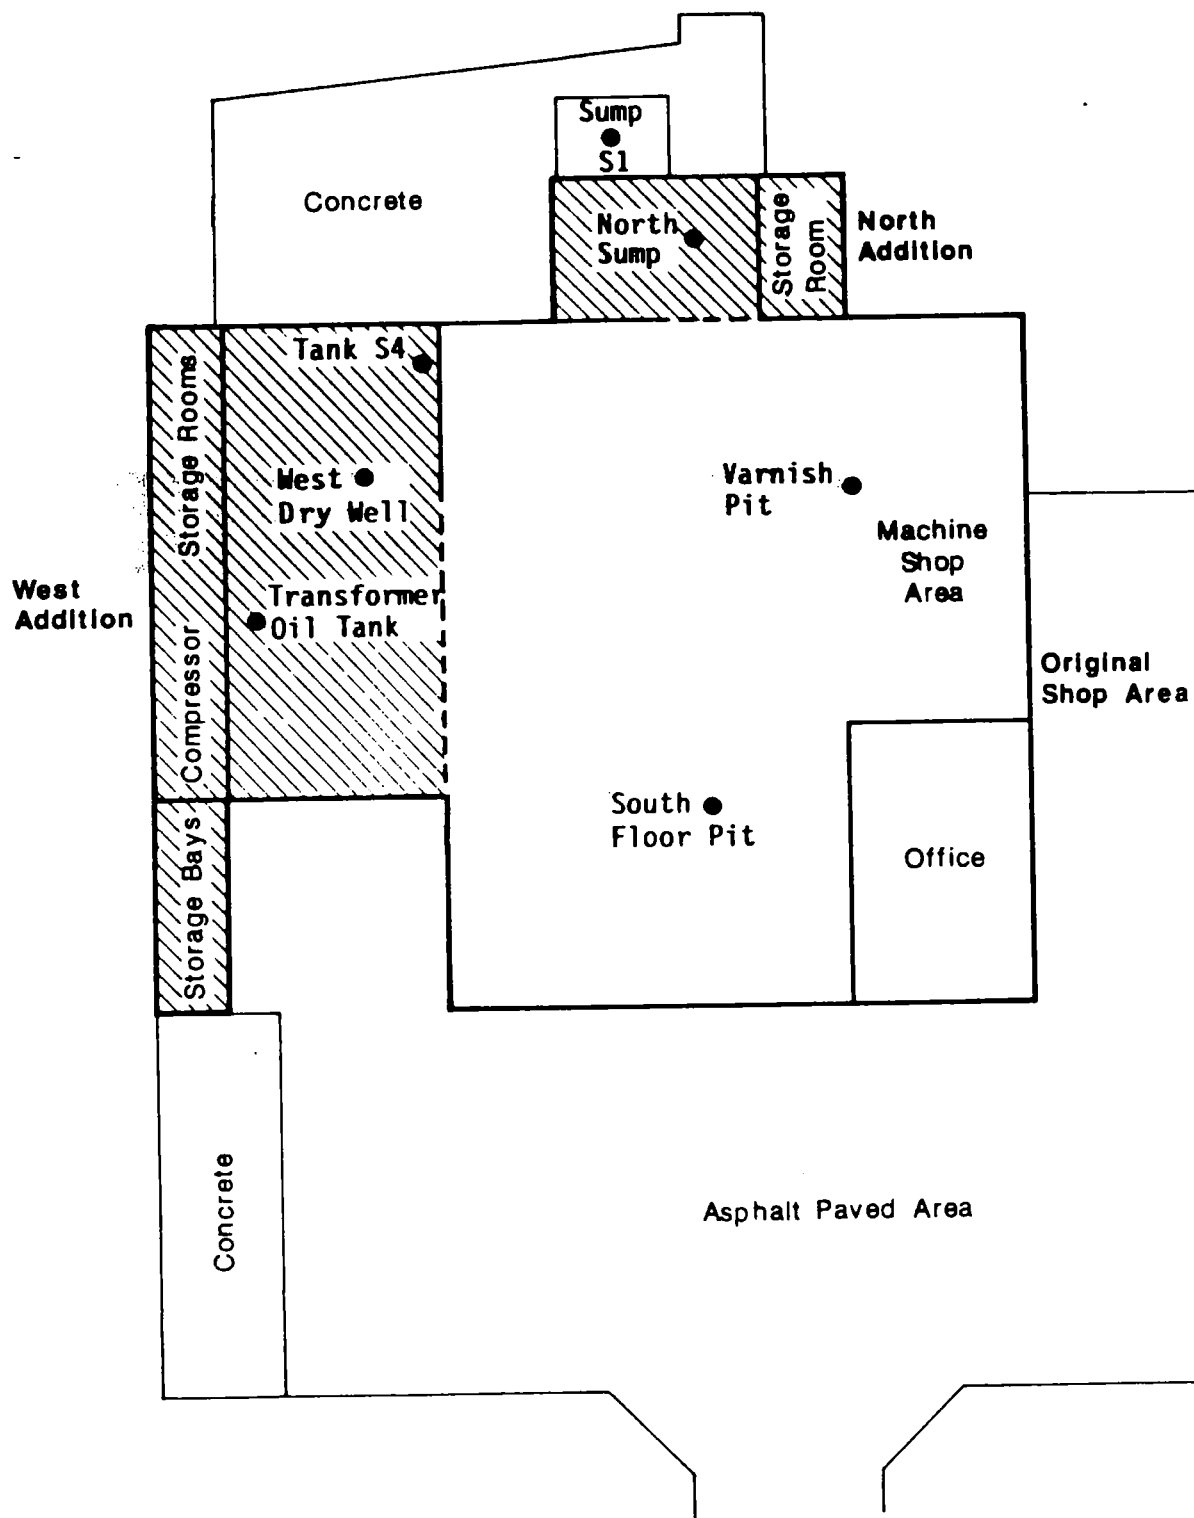 Sump
S1
Concrete
North
Sump
Storage
Room
North
Addition
Tank S4
Storage Rooms
West
Dry Well
Varnish
Pit
Machine
Shop
Area
West
Addition
Transformer
Oil Tank
Compressor
Original
Shop Area
South
Floor Pit
Office
Storage Bays
Concrete
Asphalt Paved Area